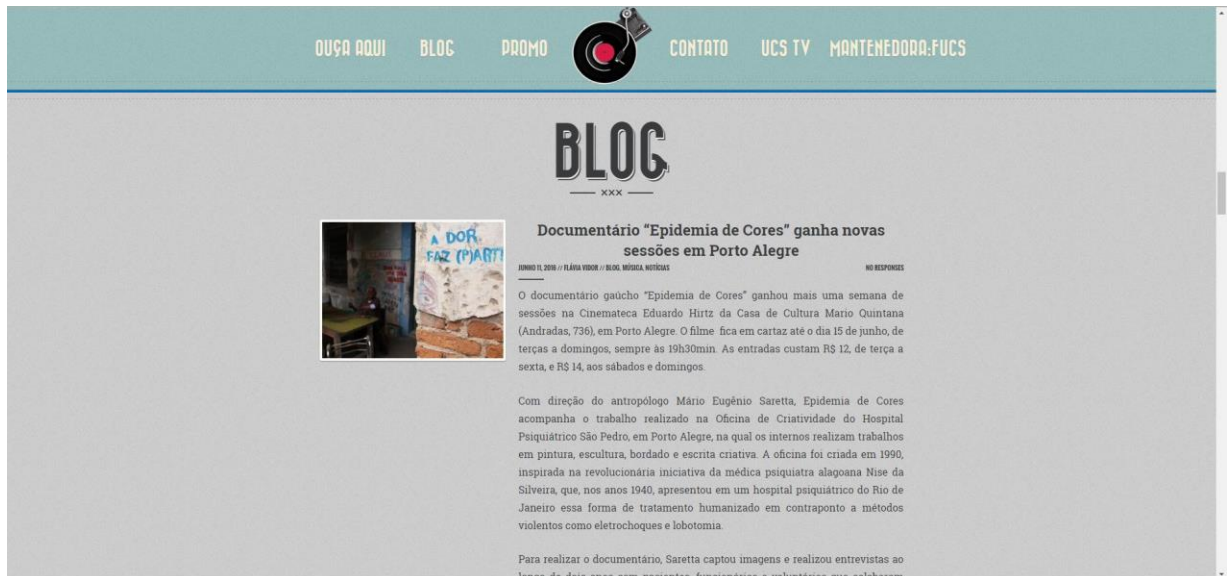 OUÇA AQUI BLOG PROMO CONTATO UCS TV MANTENEDORA:FUCS
BLOG
xxx
A DOR
FAZ (P)ARTE
Documentário “Epidemia de Cores” ganha novas
sessões em Porto Alegre
JUNHO 11, 2016 // FLÁVIA VIDOR // BLOG, MÚSICA, NOTÍCIAS NO RESPONSES
O documentário gaúcho “Epidemia de Cores” ganhou mais uma semana de
sessões na Cinemateca Eduardo Hirtz da Casa de Cultura Mario Quintana
(Andradas, 736), em Porto Alegre. O filme fica em cartaz até o dia 15 de junho, de
terças a domingos, sempre às 19h30min. As entradas custam R$ 12, de terça a
sexta, e R$ 14, aos sábados e domingos.
Com direção do antropólogo Mário Eugênio Saretta, Epidemia de Cores
acompanha o trabalho realizado na Oficina de Criatividade do Hospital
Psiquiátrico São Pedro, em Porto Alegre, na qual os internos realizam trabalhos
em pintura, escultura, bordado e escrita criativa. A oficina foi criada em 1990,
inspirada na revolucionária iniciativa da médica psiquiatra alagoana Nise da
Silveira, que, nos anos 1940, apresentou em um hospital psiquiátrico do Rio de
Janeiro essa forma de tratamento humanizado em contraponto a métodos
violentos como eletrochoques e lobotomia.
Para realizar o documentário, Saretta captou imagens e realizou entrevistas ao